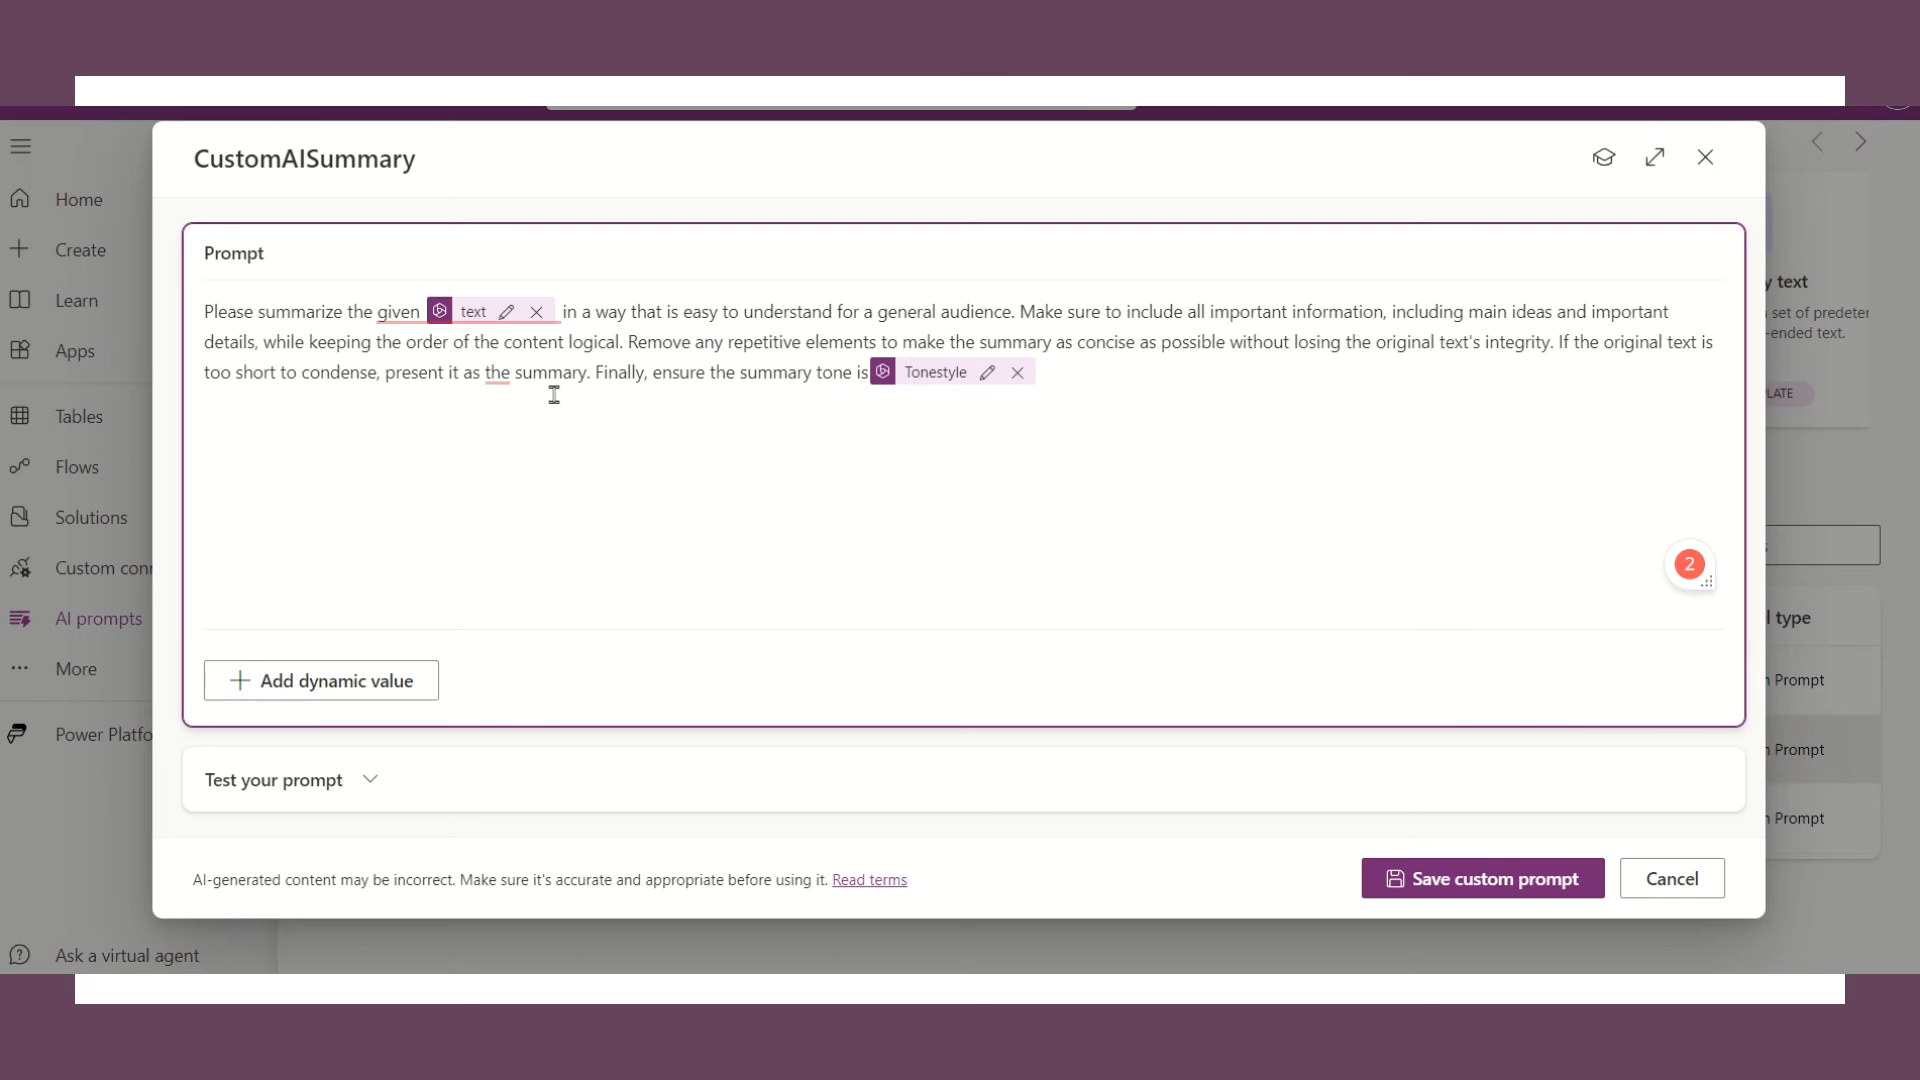 CustomAISummary
Home
Create
Learn
Apps
Tables
Flows
Solutions
Custom con
AI prompts
More
Power Platfo
Ask a virtual agent
Prompt
Please summarize the given text in a way that is easy to understand for a general audience. Make sure to include all important information, including main ideas and important
details, while keeping the order of the content logical. Remove any repetitive elements to make the summary as concise as possible without losing the original text's integrity. If the original text is
too short to condense, present it as the summary. Finally, ensure the summary tone is Tonestyle
2
Add dynamic value
Test your prompt
AI-generated content may be incorrect. Make sure it's accurate and appropriate before using it. Read terms
Save custom prompt
Cancel
y text
set of predeter
-ended text.
LATE
l type
Prompt
Prompt
Prompt